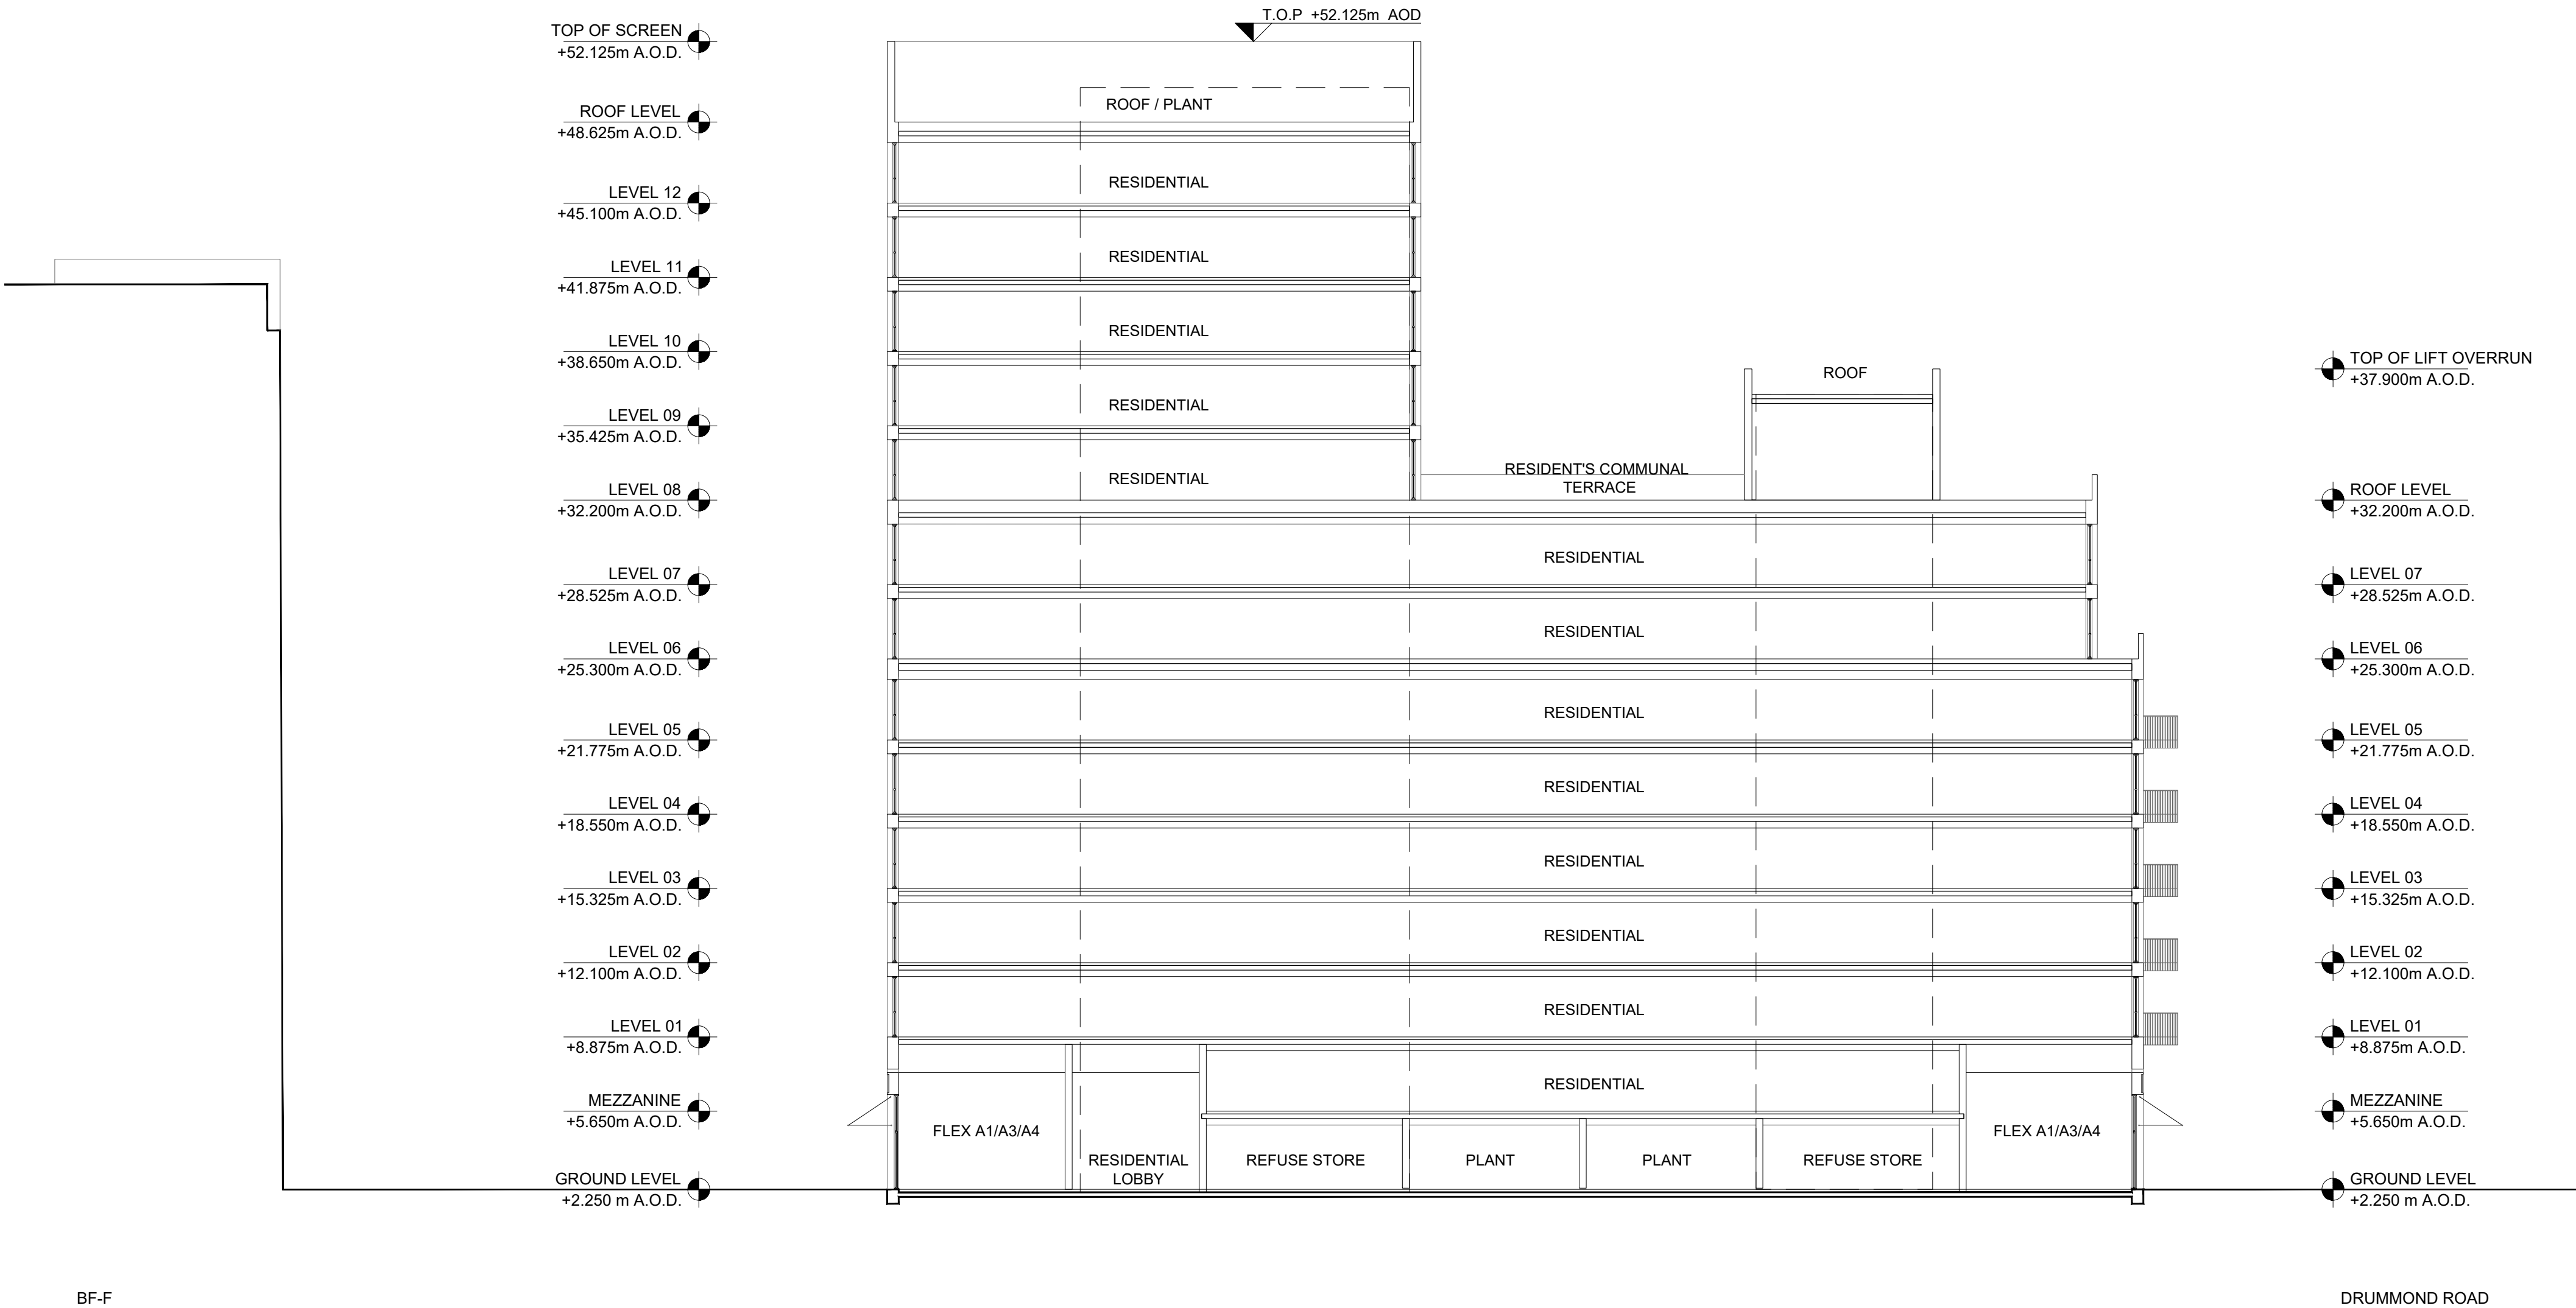 T.O.P +52.125m AOD
TOP OF SCREEN
+52.125m A.O.D.
ROOF / PLANT
ROOF LEVEL
+48.625m A.O.D.
RESIDENTIAL
LEVEL 12
+45.100m A.O.D.
RESIDENTIAL
LEVEL 11
+41.875m A.O.D.
RESIDENTIAL
LEVEL 10
+38.650m A.O.D.
TOP OF LIFT OVERRUN
+37.900m A.O.D.
ROOF
RESIDENTIAL
LEVEL 09
+35.425m A.O.D.
RESIDENTIAL
RESIDENT'S COMMUNAL
TERRACE
LEVEL 08
+32.200m A.O.D.
ROOF LEVEL
+32.200m A.O.D.
RESIDENTIAL
LEVEL 07
+28.525m A.O.D.
LEVEL 07
+28.525m A.O.D.
RESIDENTIAL
LEVEL 06
+25.300m A.O.D.
LEVEL 06
+25.300m A.O.D.
RESIDENTIAL
LEVEL 05
+21.775m A.O.D.
LEVEL 05
+21.775m A.O.D.
RESIDENTIAL
LEVEL 04
+18.550m A.O.D.
LEVEL 04
+18.550m A.O.D.
RESIDENTIAL
LEVEL 03
+15.325m A.O.D.
LEVEL 03
+15.325m A.O.D.
RESIDENTIAL
LEVEL 02
+12.100m A.O.D.
LEVEL 02
+12.100m A.O.D.
RESIDENTIAL
LEVEL 01
+8.875m A.O.D.
LEVEL 01
+8.875m A.O.D.
RESIDENTIAL
MEZZANINE
+5.650m A.O.D.
MEZZANINE
+5.650m A.O.D.
FLEX A1/A3/A4
RESIDENTIAL
LOBBY
REFUSE STORE
PLANT
PLANT
REFUSE STORE
FLEX A1/A3/A4
GROUND LEVEL
+2.250 m A.O.D.
GROUND LEVEL
+2.250 m A.O.D.
BF-F
DRUMMOND ROAD